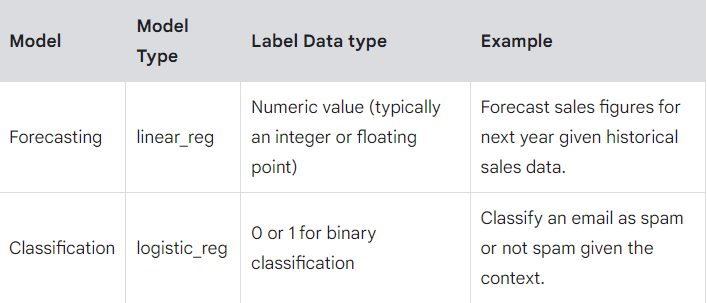 Model Model Type Label Data type Example
Forecasting linear_reg Numeric value (typically an integer or floating point) Forecast sales figures for next year given historical sales data.
Classification logistic_reg 0 or 1 for binary classification Classify an email as spam or not spam given the context.